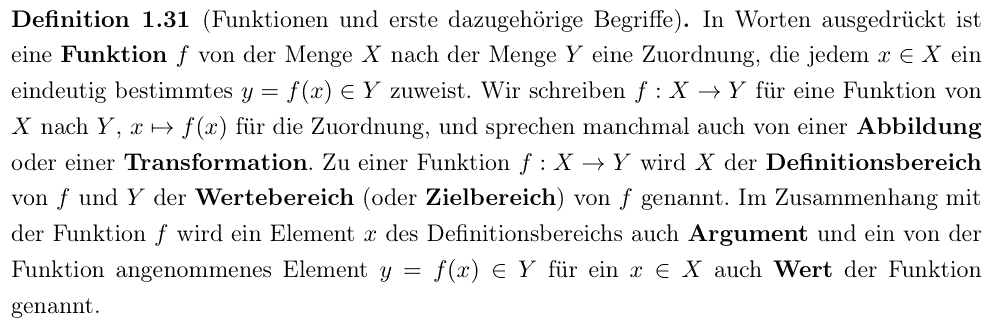 Definition 1.31 (Funktionen und erste dazugehörige Begriffe). In Worten ausgedrückt ist
eine Funktion f von der Menge X nach der Menge Y eine Zuordnung, die jedem x ∈ X ein
eindeutig bestimmtes y = f(x) ∈ Y zuweist. Wir schreiben f : X → Y für eine Funktion von
X nach Y, x ↦ f(x) für die Zuordnung, und sprechen manchmal auch von einer Abbildung
oder einer Transformation. Zu einer Funktion f : X → Y wird X der Definitionsbereich
von f und Y der Wertebereich (oder Zielbereich) von f genannt. Im Zusammenhang mit
der Funktion f wird ein Element x des Definitionsbereichs auch Argument und ein von der
Funktion angenommenes Element y = f(x) ∈ Y für ein x ∈ X auch Wert der Funktion
genannt.